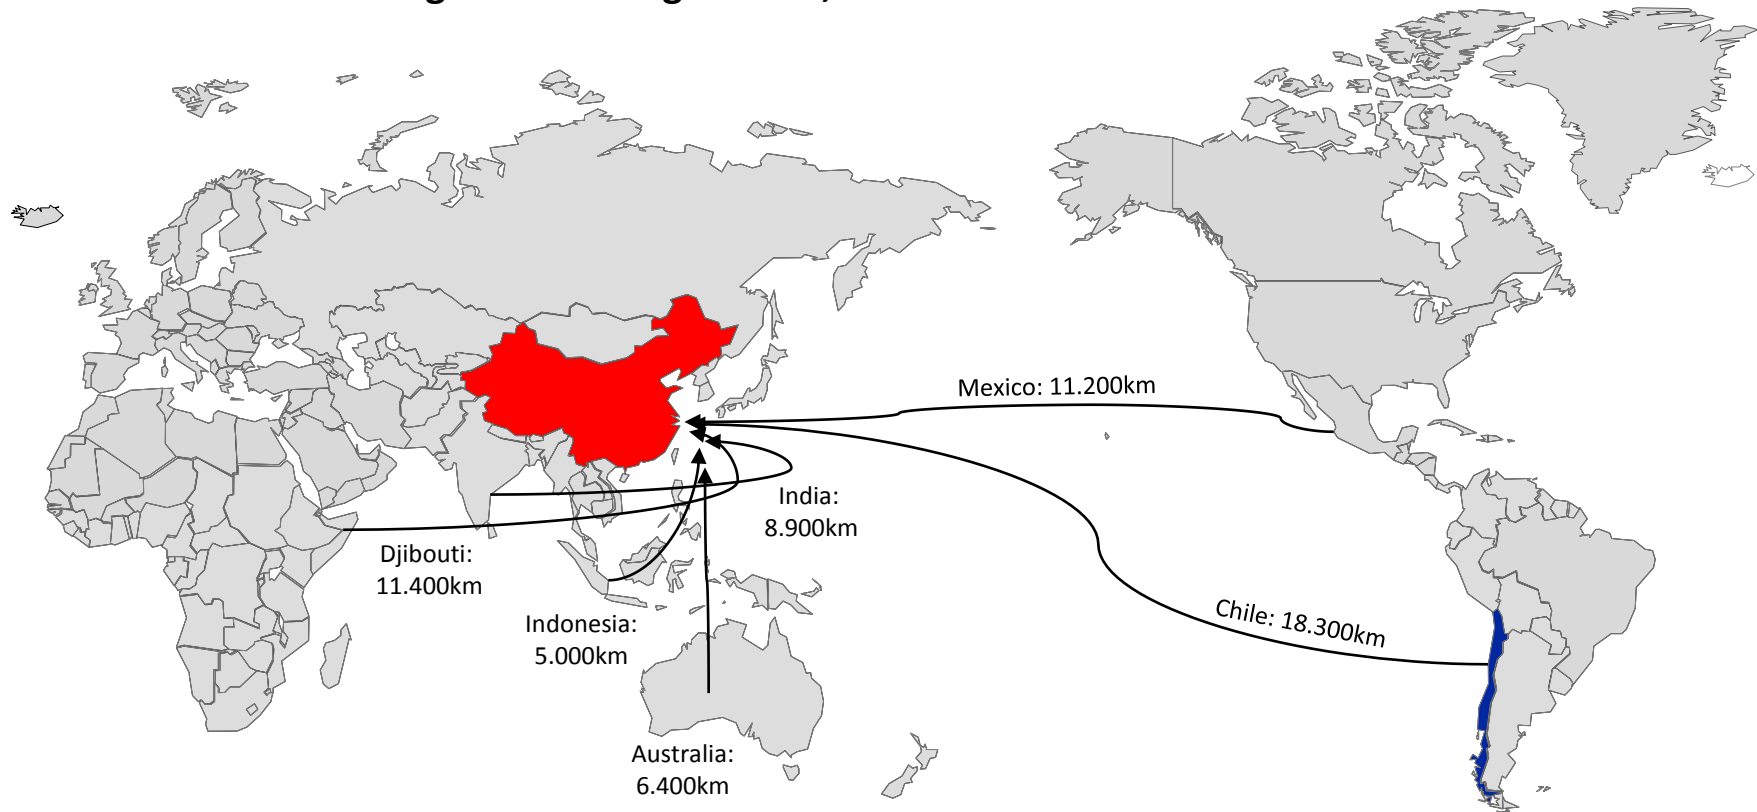 Mexico: 11.200km
India:
8.900km
Djibouti:
11.400km
Indonesia:
5.000km
Chile: 18.300km
Australia:
6.400km